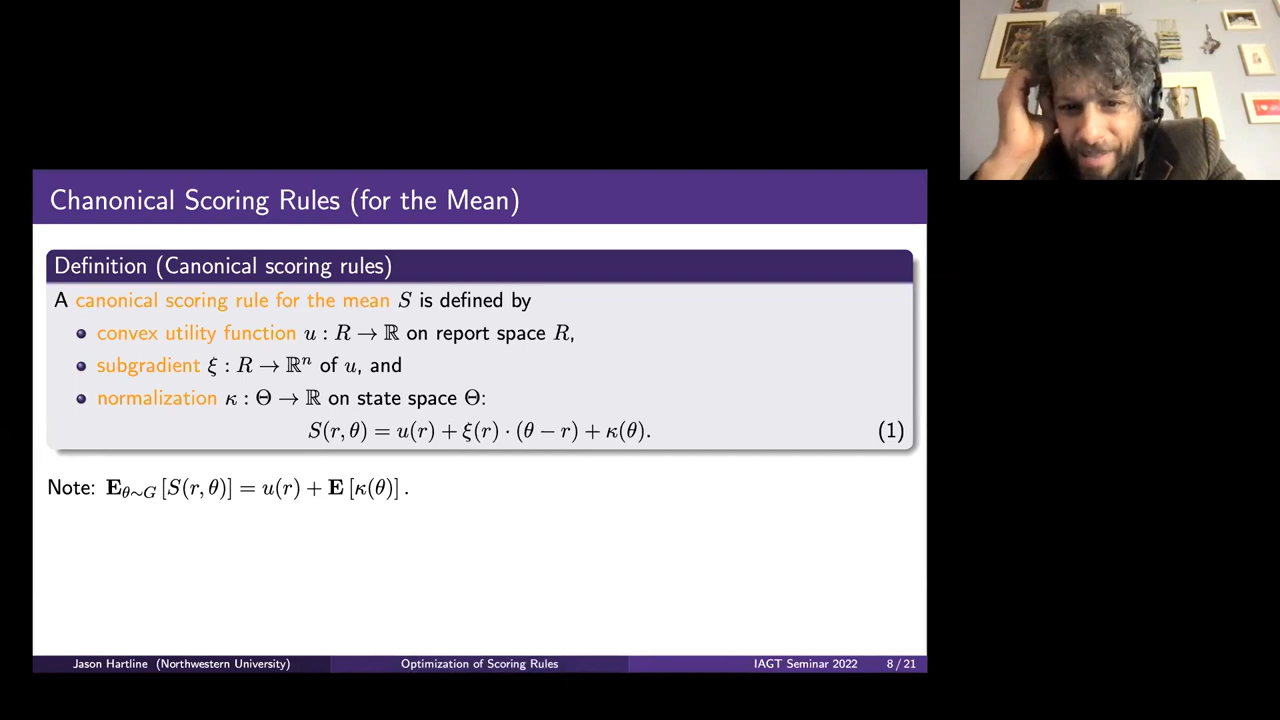 Chanonical Scoring Rules (for the Mean)
Definition (Canonical scoring rules)
A canonical scoring rule for the mean S is defined by
convex utility function u : R → ℝ on report space R,
subgradient ξ : R → ℝⁿ of u, and
normalization κ : Θ → ℝ on state space Θ:
S(r, θ) = u(r) + ξ(r) · (θ − r) + κ(θ). (1)
Note: E_{θ∼G} [S(r, θ)] = u(r) + E [κ(θ)] .
Jason Hartline (Northwestern University) Optimization of Scoring Rules IAGT Seminar 2022 8 / 21